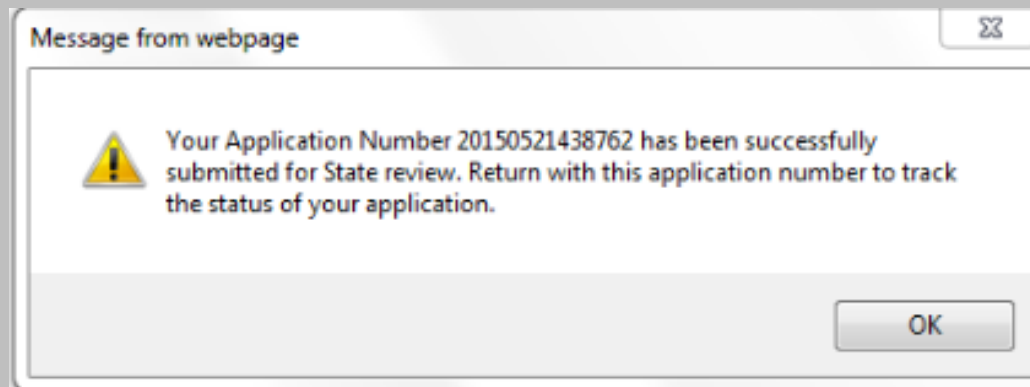 Message from webpage
Your Application Number 20150521438762 has been successfully
submitted for State review. Return with this application number to track
the status of your application.
OK